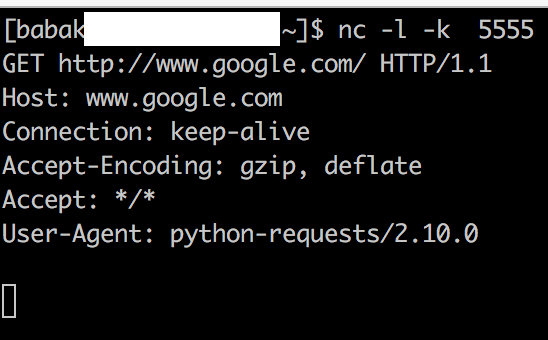 [babak ~]$ nc -l -k  5555
GET http://www.google.com/ HTTP/1.1
Host: www.google.com
Connection: keep-alive
Accept-Encoding: gzip, deflate
Accept: */*
User-Agent: python-requests/2.10.0